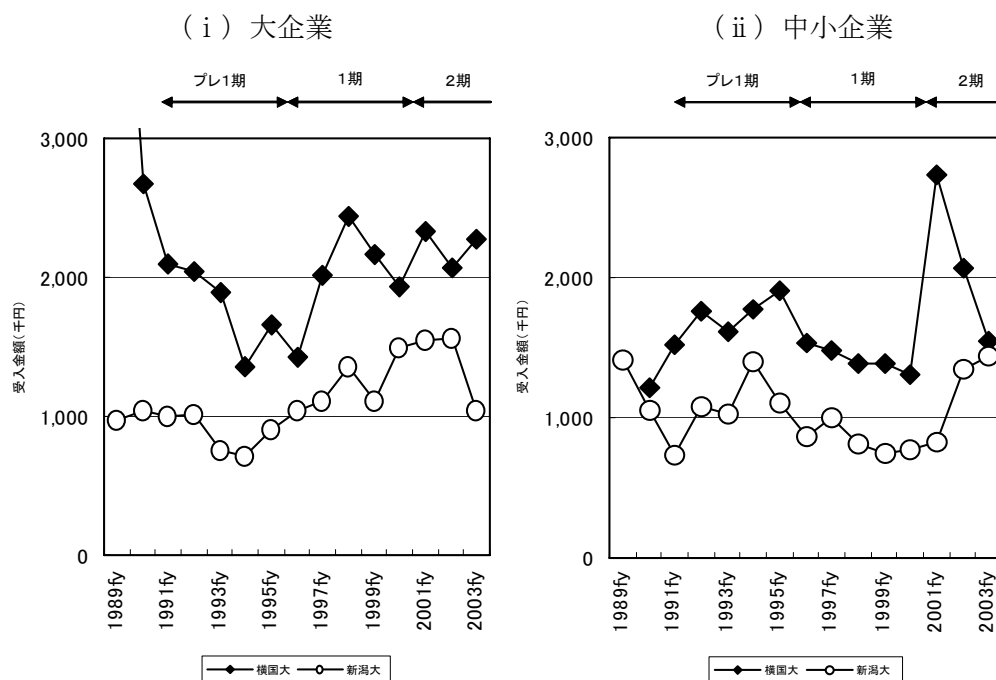 (ⅰ) 大企業
プレ1期 1期 2期
3,000
2,000
1,000
0
受入金額(千円)
1989fy 1991fy 1993fy 1995fy 1997fy 1999fy 2001fy 2003fy
横国大 新潟大
(ⅱ) 中小企業
プレ1期 1期 2期
3,000
2,000
1,000
0
受入金額(千円)
1989fy 1991fy 1993fy 1995fy 1997fy 1999fy 2001fy 2003fy
横国大 新潟大